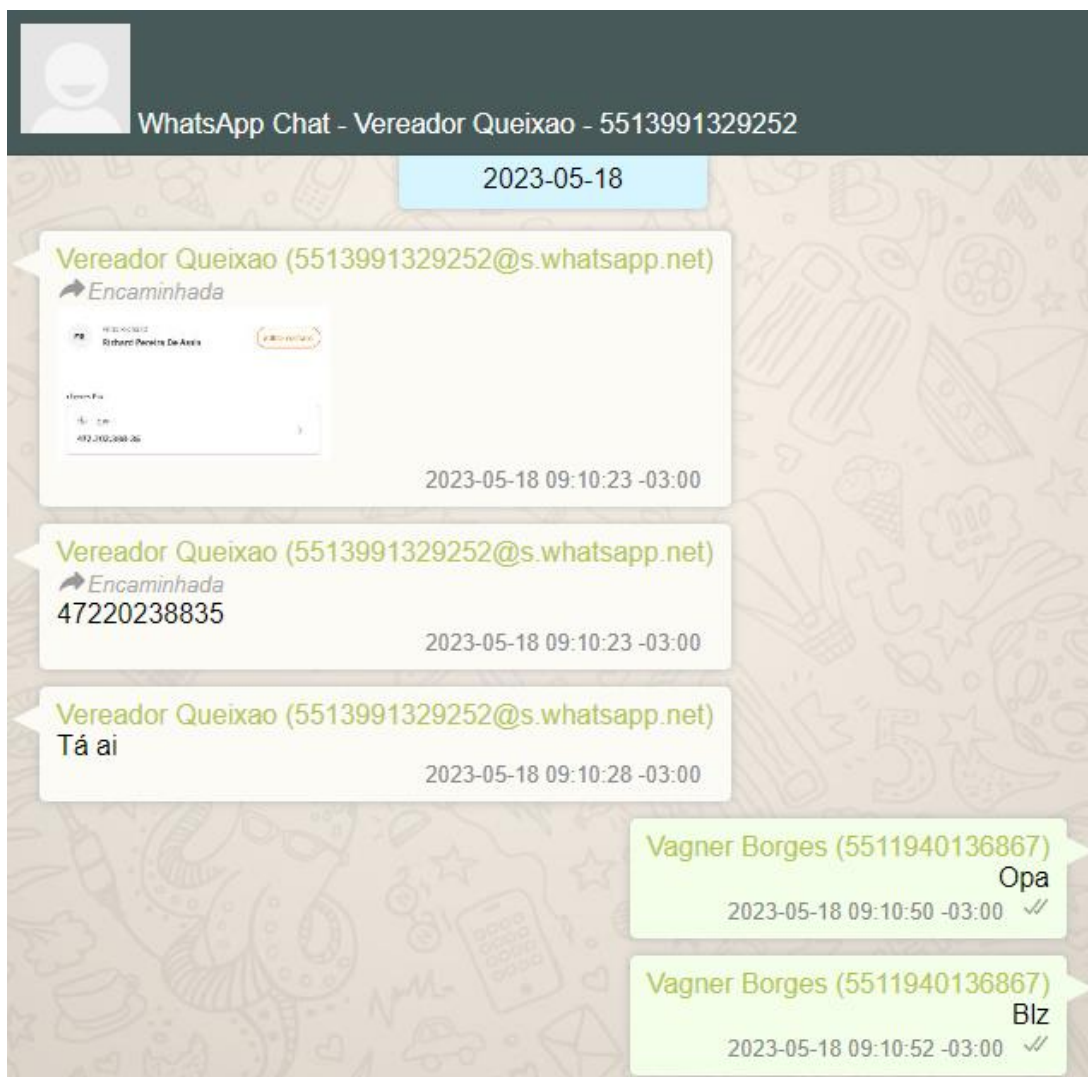 WhatsApp Chat - Vereador Queixao - 5513991329252
2023-05-18
Vereador Queixao (5513991329252@s.whatsapp.net)
Encaminhada
Richard Pereira De Assis
2023-05-18 09:10:23 -03:00
Vereador Queixao (5513991329252@s.whatsapp.net)
Encaminhada
47220238835
2023-05-18 09:10:23 -03:00
Vereador Queixao (5513991329252@s.whatsapp.net)
Tá ai
2023-05-18 09:10:28 -03:00
Vagner Borges (5511940136867)
Opa
2023-05-18 09:10:50 -03:00
Vagner Borges (5511940136867)
Blz
2023-05-18 09:10:52 -03:00